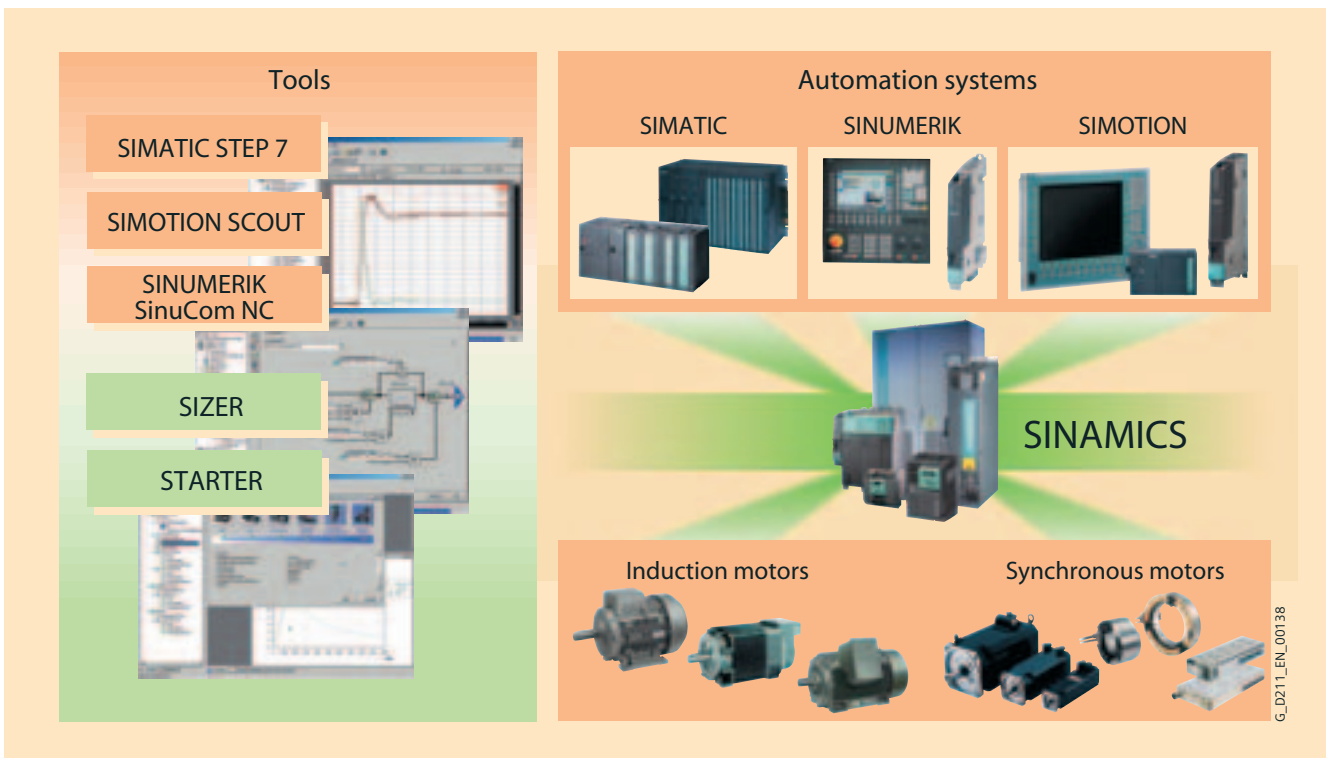 Tools
SIMATIC STEP 7
SIMOTION SCOUT
SINUMERIK
SinuCom NC
SIZER
STARTER
Automation systems
SIMATIC
SINUMERIK
SIMOTION
SINAMICS
Induction motors
Synchronous motors
G_D211_EN_00138